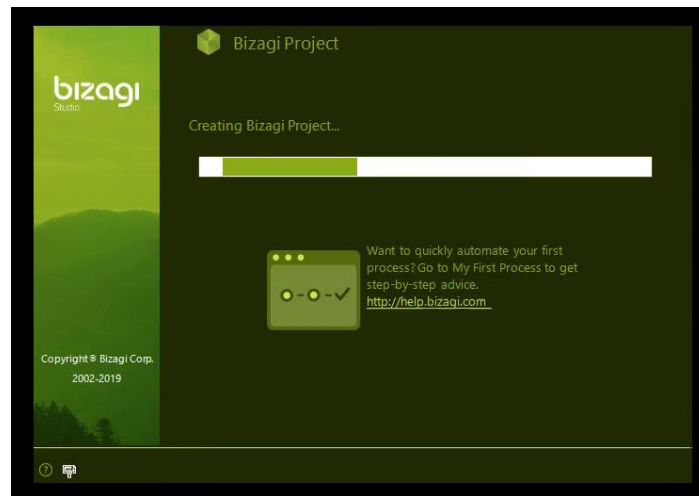 Bizagi Project
bizagi
Studio
Creating Bizagi Project...
Want to quickly automate your first
process? Go to My First Process to get
step-by-step advice.
http://help.bizagi.com
Copyright® Bizagi Corp.
2002-2019
?